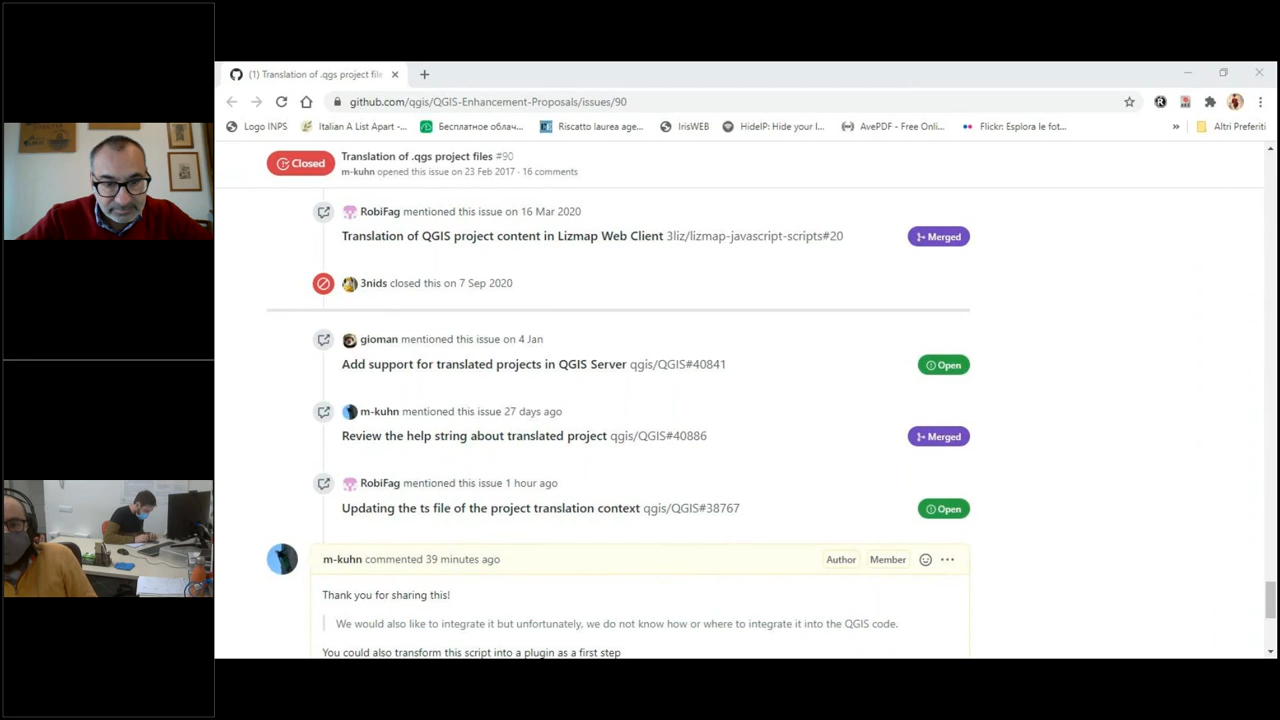 (1) Translation of .qgs project file
github.com/qgis/QGIS-Enhancement-Proposals/issues/90
Logo INPS
Italian A List Apart -...
Бесплатное облач...
Riscatto laurea age...
IrisWEB
HideIP: Hide your I...
AvePDF - Free Onli...
Flickr: Esplora le fot...
»
Altri Preferiti
Closed
Translation of .qgs project files #90
m-kuhn opened this issue on 23 Feb 2017 · 16 comments
RobiFag mentioned this issue on 16 Mar 2020
Translation of QGIS project content in Lizmap Web Client 3liz/lizmap-javascript-scripts#20
Merged
3nids closed this on 7 Sep 2020
gioman mentioned this issue on 4 Jan
Add support for translated projects in QGIS Server qgis/QGIS#40841
Open
m-kuhn mentioned this issue 27 days ago
Review the help string about translated project qgis/QGIS#40886
Merged
RobiFag mentioned this issue 1 hour ago
Updating the ts file of the project translation context qgis/QGIS#38767
Open
m-kuhn commented 39 minutes ago
Author
Member
Thank you for sharing this!
We would also like to integrate it but unfortunately, we do not know how or where to integrate it into the QGIS code.
You could also transform this script into a plugin as a first step